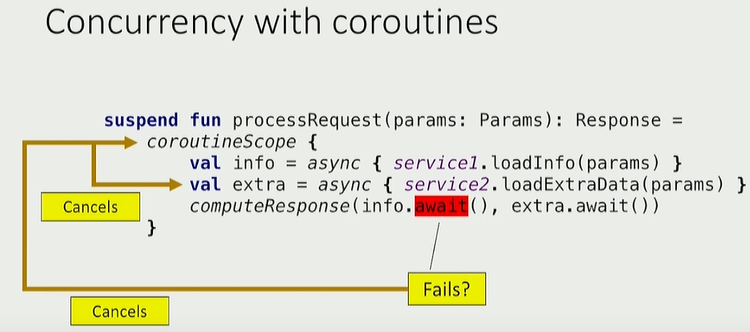 Concurrency with coroutines
suspend fun processRequest(params: Params): Response =
coroutineScope {
val info = async { service1.loadInfo(params) }
val extra = async { service2.loadExtraData(params) }
computeResponse(info.await(), extra.await())
}
Cancels
Fails?
Cancels